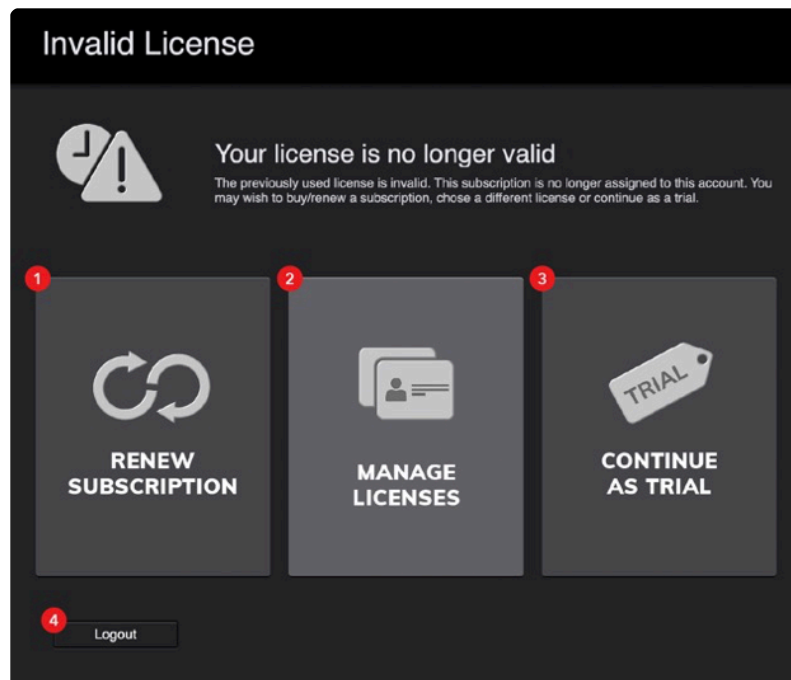 Invalid License
Your license is no longer valid
The previously used license is invalid. This subscription is no longer assigned to this account. You
may wish to buy/renew a subscription, chose a different license or continue as a trial.
1
2
3
TRIAL
RENEW
SUBSCRIPTION
MANAGE
LICENSES
CONTINUE
AS TRIAL
4
Logout